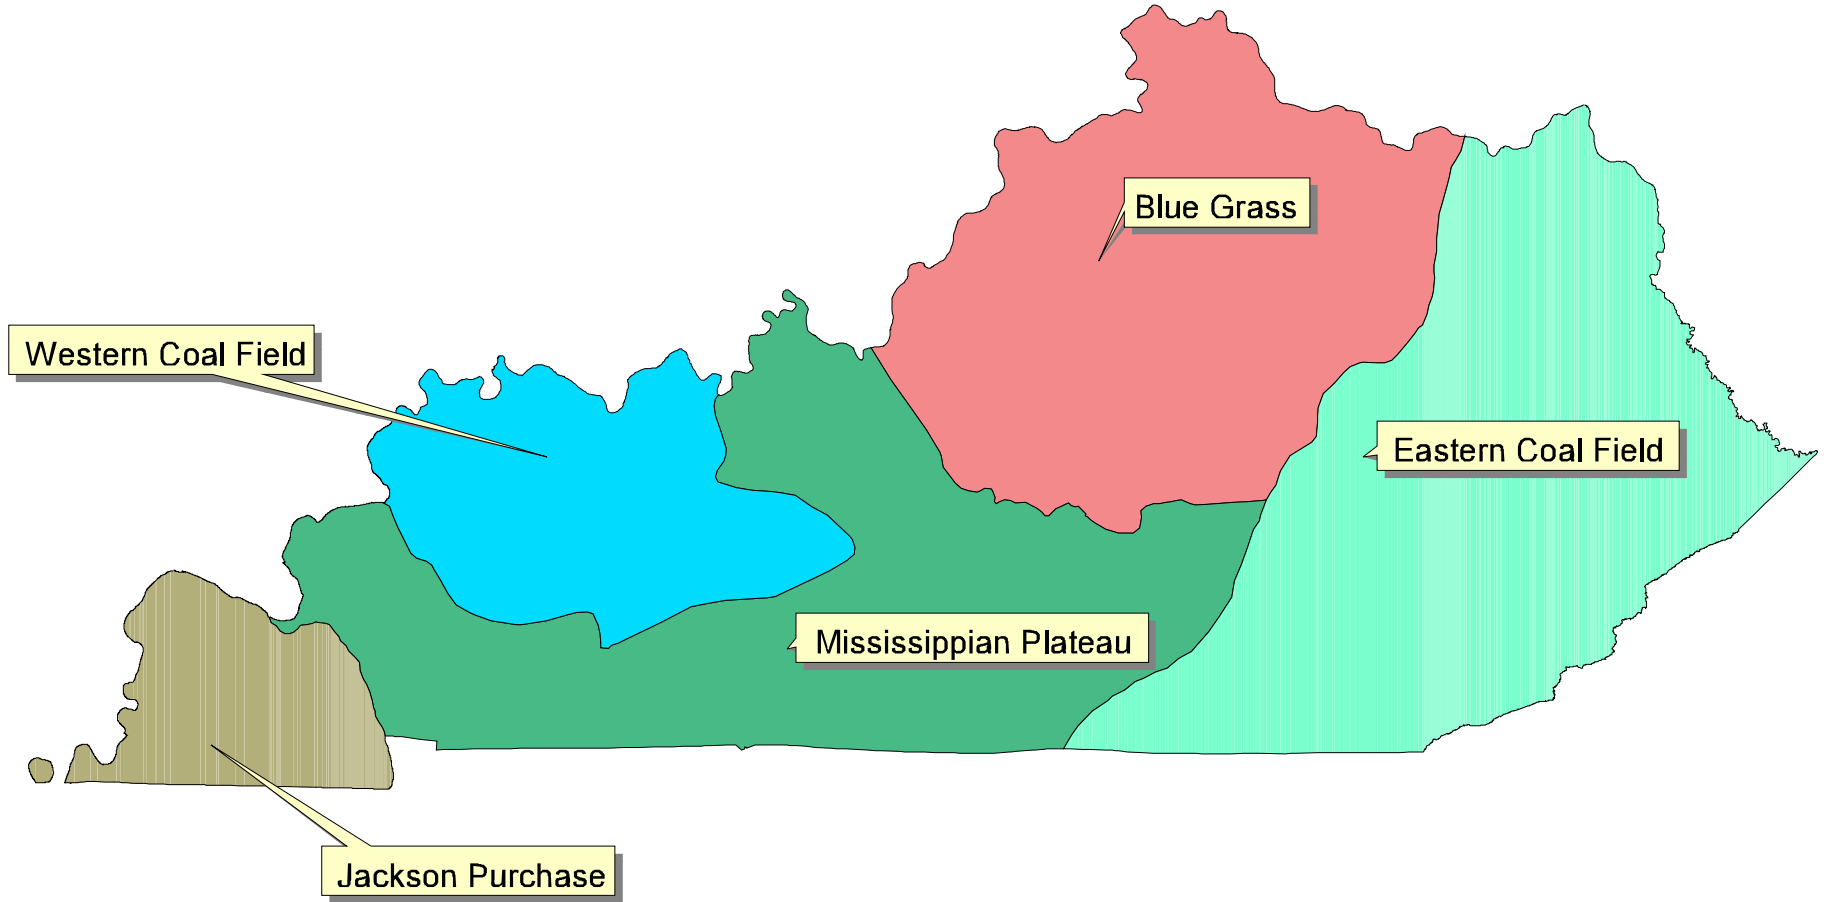 Blue Grass
Western Coal Field
Eastern Coal Field
Mississippian Plateau
Jackson Purchase